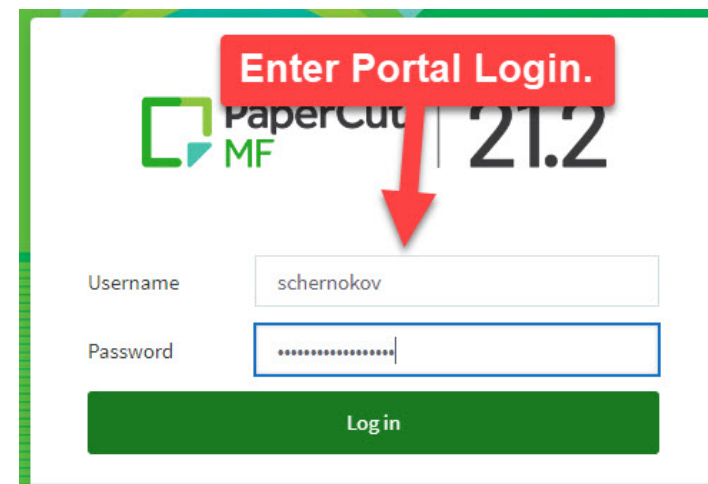 Enter Portal Login.
PaperCut
MF
21.2
Username
schernokov
Password
••••••••••••••••••
Log in